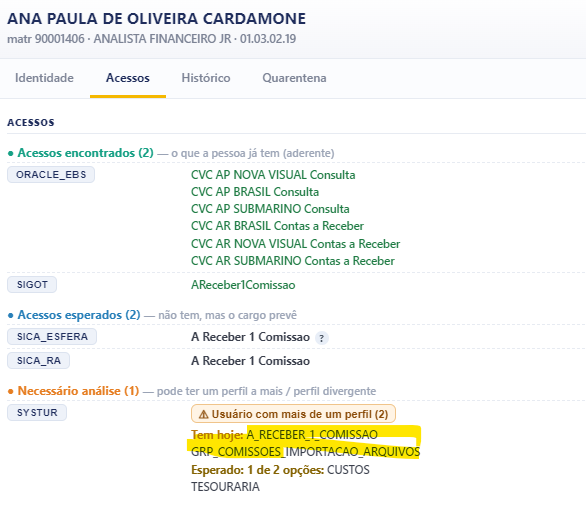 ANA PAULA DE OLIVEIRA CARDAMONE
matr 90001406 · ANALISTA FINANCEIRO JR · 01.03.02.19
Identidade Acessos Histórico Quarentena
ACESSOS
● Acessos encontrados (2) — o que a pessoa já tem (aderente)
ORACLE_EBS CVC AP NOVA VISUAL Consulta
CVC AP BRASIL Consulta
CVC AP SUBMARINO Consulta
CVC AR BRASIL Contas a Receber
CVC AR NOVA VISUAL Contas a Receber
CVC AR SUBMARINO Contas a Receber
SIGOT AReceber1Comissao
● Acessos esperados (2) — não tem, mas o cargo prevê
SICA_ESFERA A Receber 1 Comissao ?
SICA_RA A Receber 1 Comissao
● Necessário análise (1) — pode ter um perfil a mais / perfil divergente
SYSTUR ⚠ Usuário com mais de um perfil (2)
Tem hoje: A_RECEBER_1_COMISSAO
GRP_COMISSOES_IMPORTACAO_ARQUIVOS
Esperado: 1 de 2 opções: CUSTOS
TESOURARIA